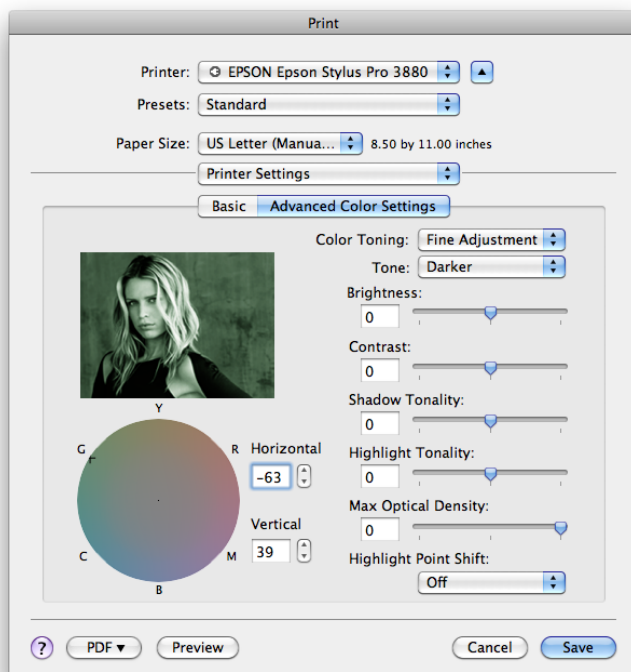 Print
Printer: EPSON Epson Stylus Pro 3880
Presets: Standard
Paper Size: US Letter (Manua... 8.50 by 11.00 inches
Printer Settings
Basic Advanced Color Settings
Color Toning: Fine Adjustment
Tone: Darker
Brightness:
0
Contrast:
0
Shadow Tonality:
0
Highlight Tonality:
0
Max Optical Density:
0
Highlight Point Shift:
Off
Y
G R
C M
B
Horizontal
-63
Vertical
39
? PDF▼ Preview Cancel Save